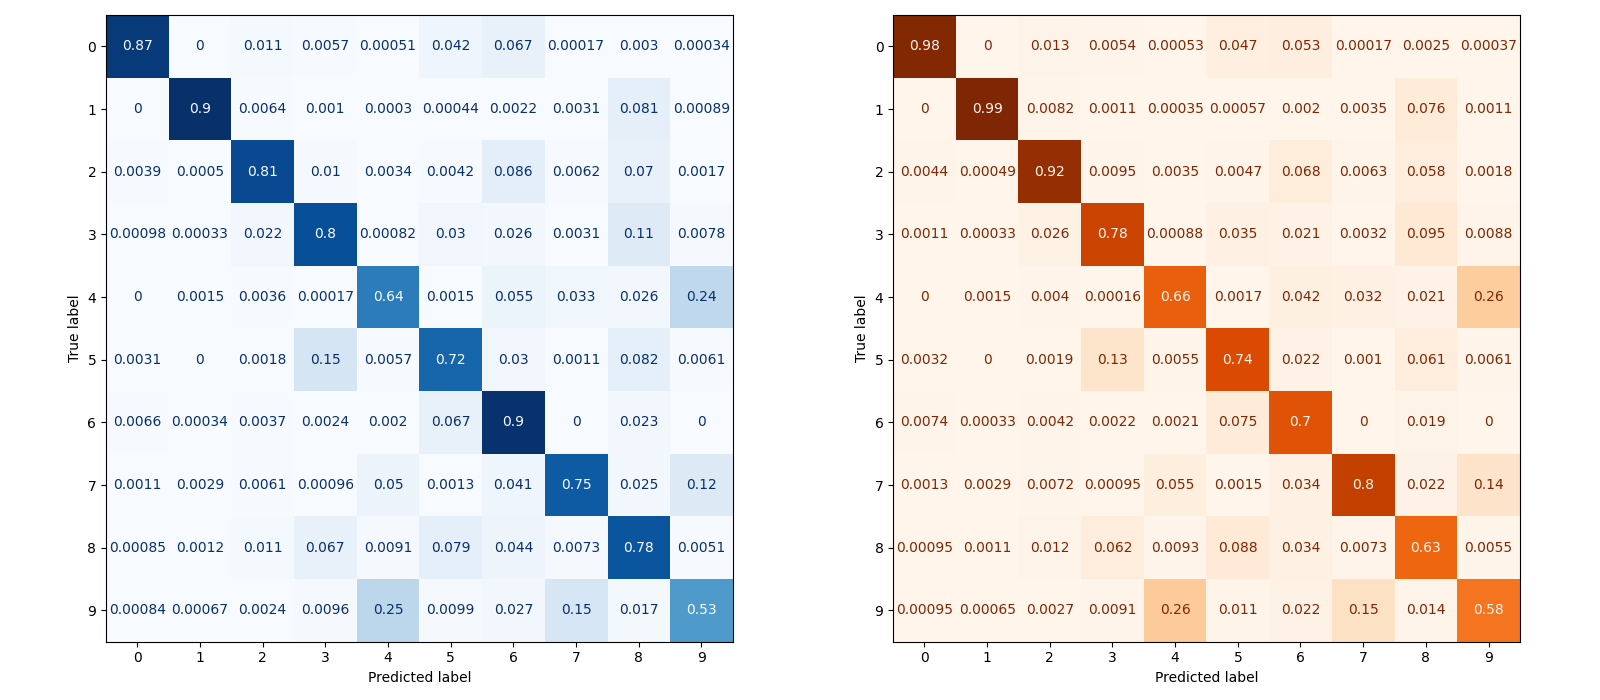 0 0.87 0 0.011 0.0057 0.00051 0.042 0.067 0.00017 0.003 0.00034
1 0 0.9 0.0064 0.001 0.0003 0.00044 0.0022 0.0031 0.081 0.00089
2 0.0039 0.0005 0.81 0.01 0.0034 0.0042 0.086 0.0062 0.07 0.0017
3 0.00098 0.00033 0.022 0.8 0.00082 0.03 0.026 0.0031 0.11 0.0078
4 0 0.0015 0.0036 0.00017 0.64 0.0015 0.055 0.033 0.026 0.24
5 0.0031 0 0.0018 0.15 0.0057 0.72 0.03 0.0011 0.082 0.0061
6 0.0066 0.00034 0.0037 0.0024 0.002 0.067 0.9 0 0.023 0
7 0.0011 0.0029 0.0061 0.00096 0.05 0.0013 0.041 0.75 0.025 0.12
8 0.00085 0.0012 0.011 0.067 0.0091 0.079 0.044 0.0073 0.78 0.0051
9 0.00084 0.00067 0.0024 0.0096 0.25 0.0099 0.027 0.15 0.017 0.53
0 1 2 3 4 5 6 7 8 9
Predicted label
True label
0 0.98 0 0.013 0.0054 0.00053 0.047 0.053 0.00017 0.0025 0.00037
1 0 0.99 0.0082 0.0011 0.00035 0.00057 0.002 0.0035 0.076 0.0011
2 0.0044 0.00049 0.92 0.0095 0.0035 0.0047 0.068 0.0063 0.058 0.0018
3 0.0011 0.00033 0.026 0.78 0.00088 0.035 0.021 0.0032 0.095 0.0088
4 0 0.0015 0.004 0.00016 0.66 0.0017 0.042 0.032 0.021 0.26
5 0.0032 0 0.0019 0.13 0.0055 0.74 0.022 0.001 0.061 0.0061
6 0.0074 0.00033 0.0042 0.0022 0.0021 0.075 0.7 0 0.019 0
7 0.0013 0.0029 0.0072 0.00095 0.055 0.0015 0.034 0.8 0.022 0.14
8 0.00095 0.0011 0.012 0.062 0.0093 0.088 0.034 0.0073 0.63 0.0055
9 0.00095 0.00065 0.0027 0.0091 0.26 0.011 0.022 0.15 0.014 0.58
0 1 2 3 4 5 6 7 8 9
Predicted label
True label